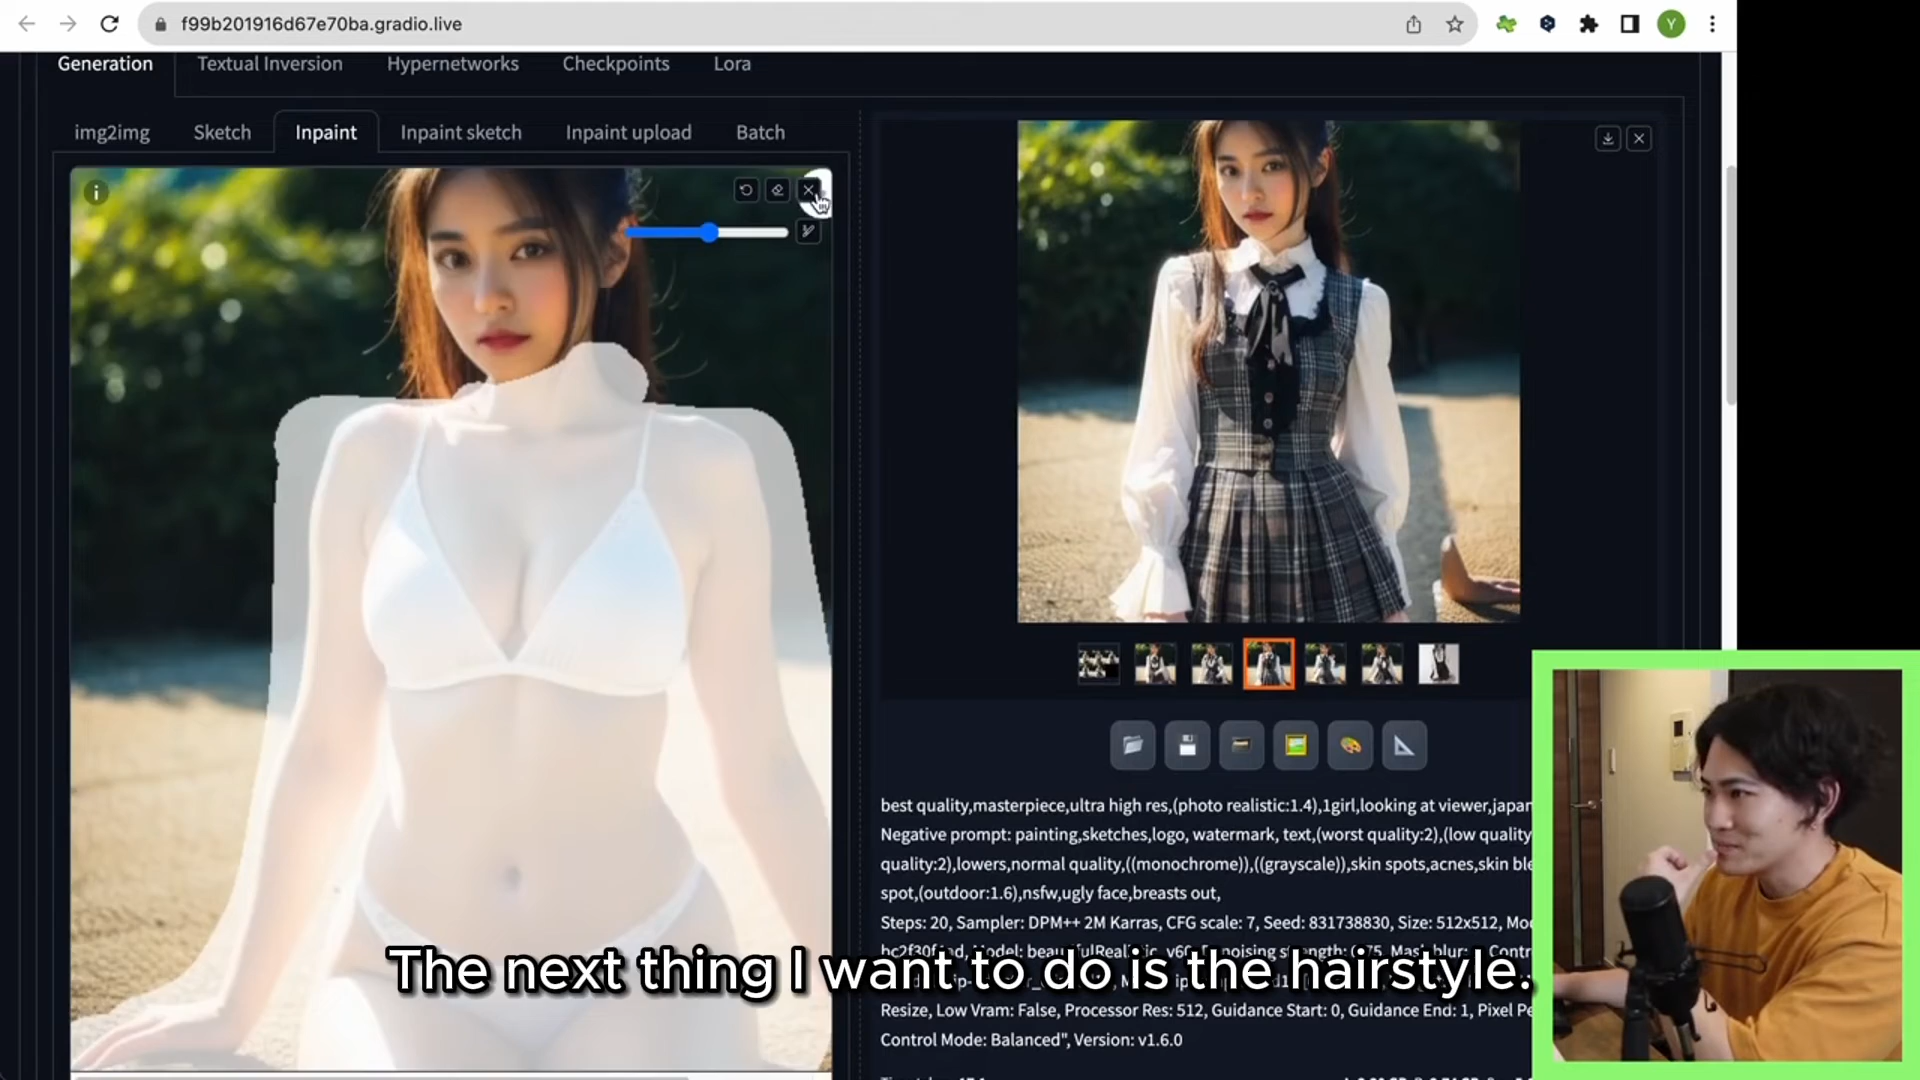 f99b201916d67e70ba.gradio.live
Y
Generation Textual Inversion Hypernetworks Checkpoints Lora
img2img Sketch Inpaint Inpaint sketch Inpaint upload Batch
best quality,masterpiece,ultra high res,(photo realistic:1.4),1girl,looking at viewer,japan
Negative prompt: painting,sketches,logo, watermark, text,(worst quality:2),(low quality
quality:2),lowers,normal quality,((monochrome)),((grayscale)),skin spots,acnes,skin ble
spot,(outdoor:1.6),nsfw,ugly face,breasts out,
Steps: 20, Sampler: DPM++ 2M Karras, CFG scale: 7, Seed: 831738830, Size: 512x512, Mod
The next thing I want to do is the hairstyle.
Resize, Low Vram: False, Processor Res: 512, Guidance Start: 0, Guidance End: 1, Pixel Pe
Control Mode: Balanced", Version: v1.6.0